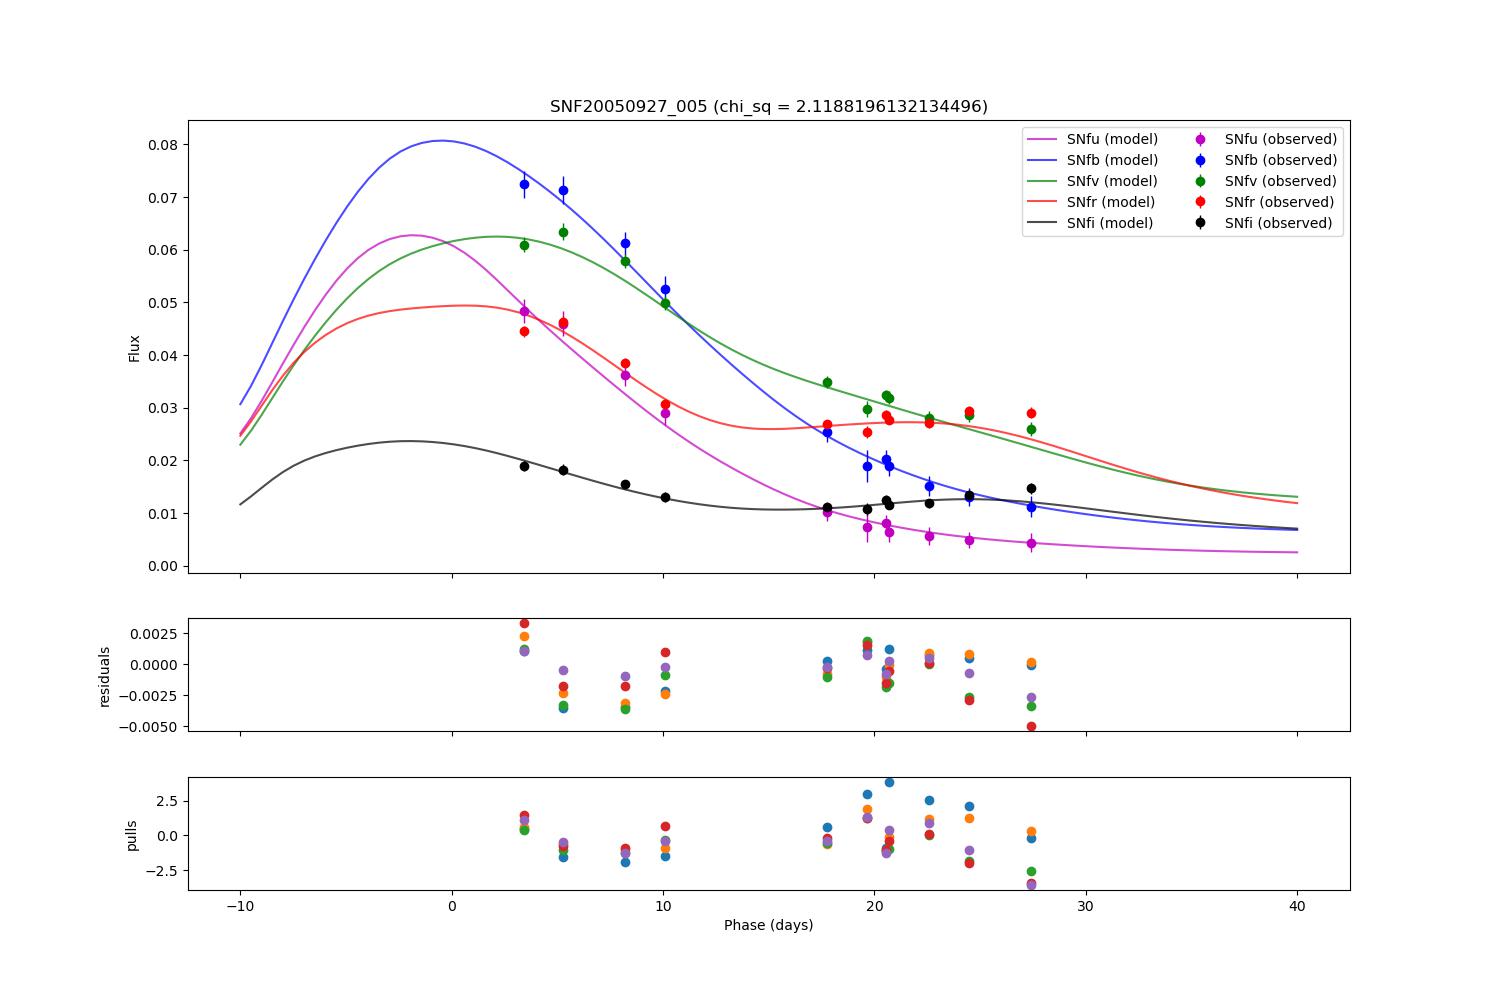 SNF20050927_005 (chi_sq = 2.1188196132134496)
0.08
0.07
0.06
0.05
0.04
0.03
0.02
0.01
0.00
Flux
SNfu (model) SNfu (observed)
SNfb (model) SNfb (observed)
SNfv (model) SNfv (observed)
SNfr (model) SNfr (observed)
SNfi (model) SNfi (observed)
0.0025
0.0000
−0.0025
−0.0050
residuals
2.5
0.0
−2.5
pulls
−10 0 10 20 30 40
Phase (days)